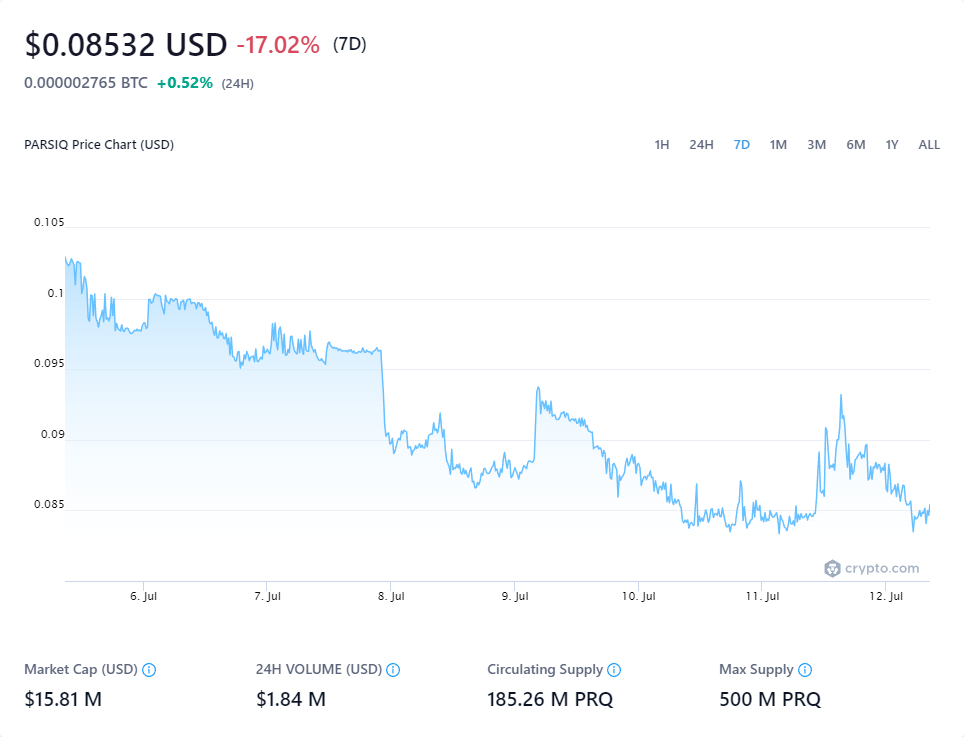 $0.08532 USD -17.02% (7D)
0.000002765 BTC +0.52% (24H)
PARSIQ Price Chart (USD) 1H 24H 7D 1M 3M 6M 1Y ALL
0.105
0.1
0.095
0.09
0.085
crypto.com
6. Jul 7. Jul 8. Jul 9. Jul 10. Jul 11. Jul 12. Jul
Market Cap (USD) 24H VOLUME (USD) Circulating Supply Max Supply
$15.81 M $1.84 M 185.26 M PRQ 500 M PRQ